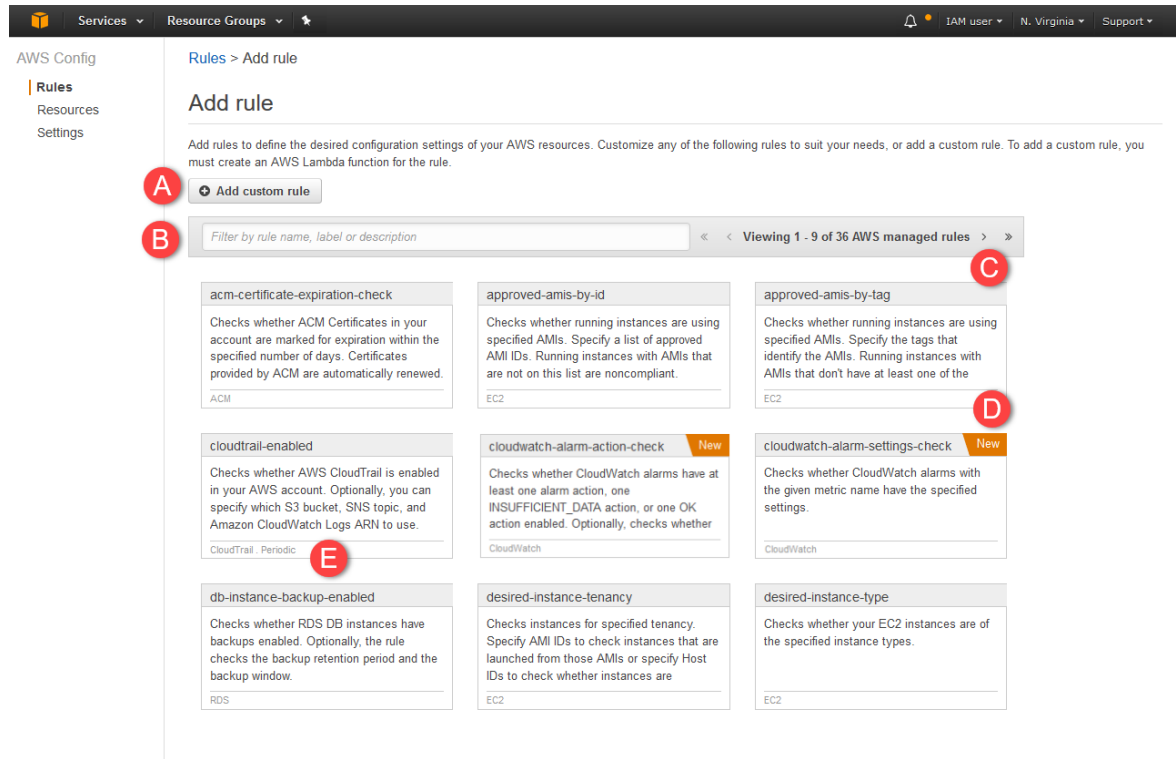 Services Resource Groups IAM user N. Virginia Support
AWS Config
Rules
Resources
Settings
Rules > Add rule
Add rule
Add rules to define the desired configuration settings of your AWS resources. Customize any of the following rules to suit your needs, or add a custom rule. To add a custom rule, you
must create an AWS Lambda function for the rule.
A
Add custom rule
B
Filter by rule name, label or description
« < Viewing 1 - 9 of 36 AWS managed rules > »
C
acm-certificate-expiration-check
Checks whether ACM Certificates in your
account are marked for expiration within the
specified number of days. Certificates
provided by ACM are automatically renewed.
ACM
approved-amis-by-id
Checks whether running instances are using
specified AMIs. Specify a list of approved
AMI IDs. Running instances with AMIs that
are not on this list are noncompliant.
EC2
approved-amis-by-tag
Checks whether running instances are using
specified AMIs. Specify the tags that
identify the AMIs. Running instances with
AMIs that don't have at least one of the
EC2
D
cloudtrail-enabled
Checks whether AWS CloudTrail is enabled
in your AWS account. Optionally, you can
specify which S3 bucket, SNS topic, and
Amazon CloudWatch Logs ARN to use.
CloudTrail . Periodic
E
cloudwatch-alarm-action-check New
Checks whether CloudWatch alarms have at
least one alarm action, one
INSUFFICIENT_DATA action, or one OK
action enabled. Optionally, checks whether
CloudWatch
cloudwatch-alarm-settings-check New
Checks whether CloudWatch alarms with
the given metric name have the specified
settings.
CloudWatch
db-instance-backup-enabled
Checks whether RDS DB instances have
backups enabled. Optionally, the rule
checks the backup retention period and the
backup window.
RDS
desired-instance-tenancy
Checks instances for specified tenancy.
Specify AMI IDs to check instances that are
launched from those AMIs or specify Host
IDs to check whether instances are
EC2
desired-instance-type
Checks whether your EC2 instances are of
the specified instance types.
EC2